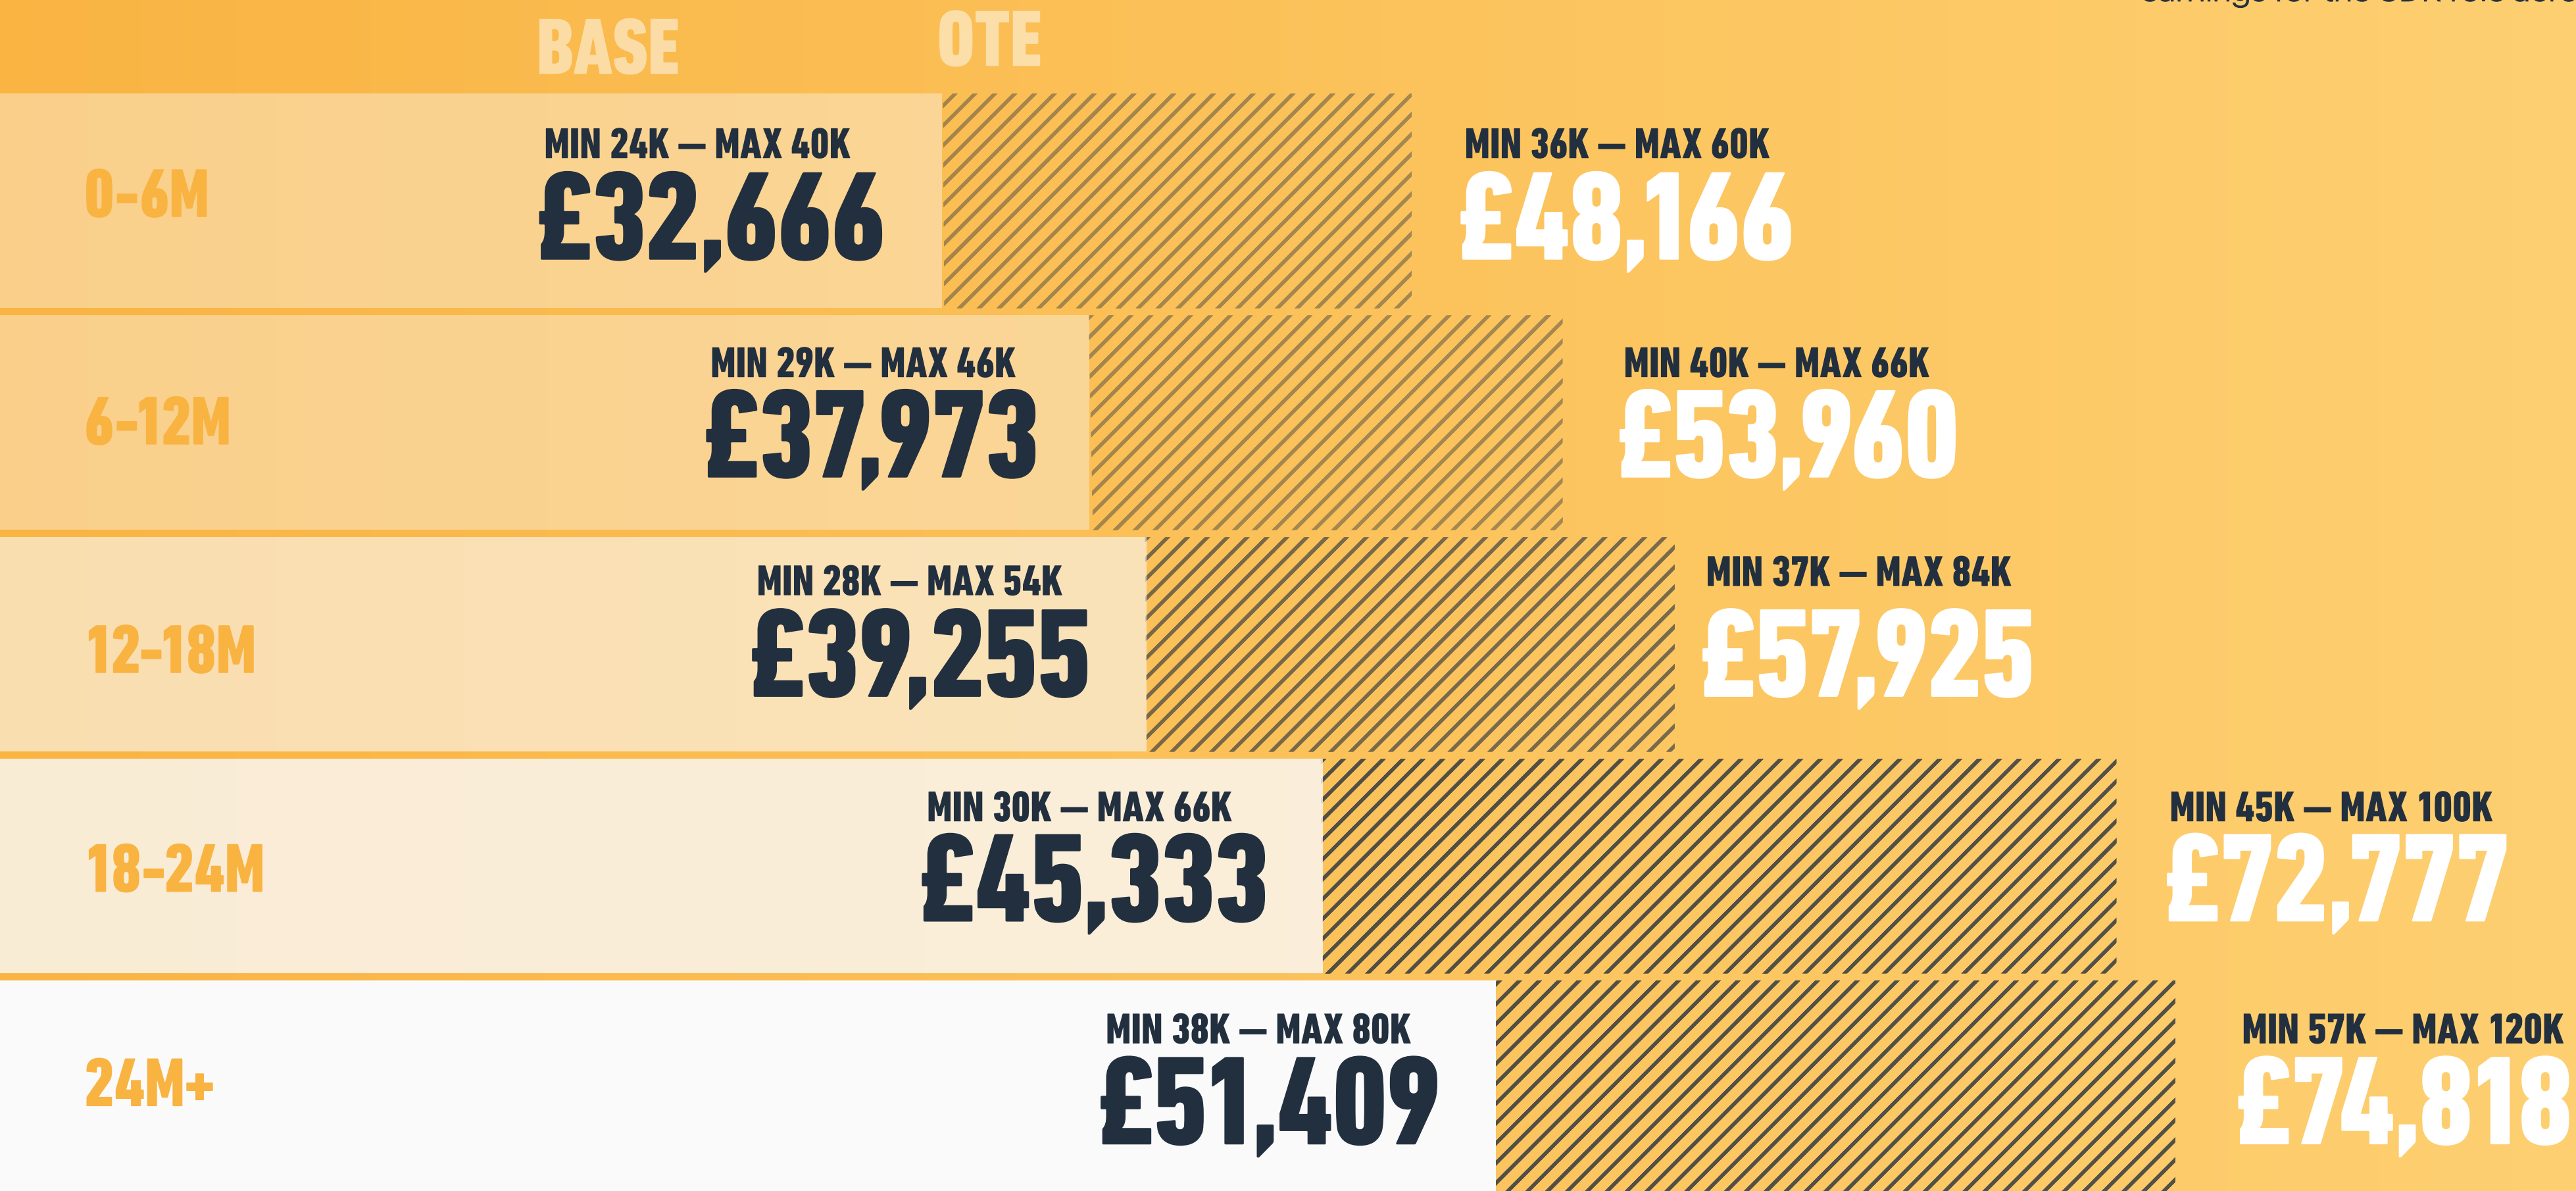 BASE OTE
MIN 24K — MAX 40K MIN 36K — MAX 60K
0-6M £32,666 £48,166
MIN 29K — MAX 46K MIN 40K — MAX 66K
6-12M £37,973 £53,960
MIN 28K — MAX 54K MIN 37K — MAX 84K
12-18M £39,255 £57,925
MIN 30K — MAX 66K MIN 45K — MAX 100K
18-24M £45,333 £72,777
MIN 38K — MAX 80K MIN 57K — MAX 120K
24M+ £51,409 £74,818